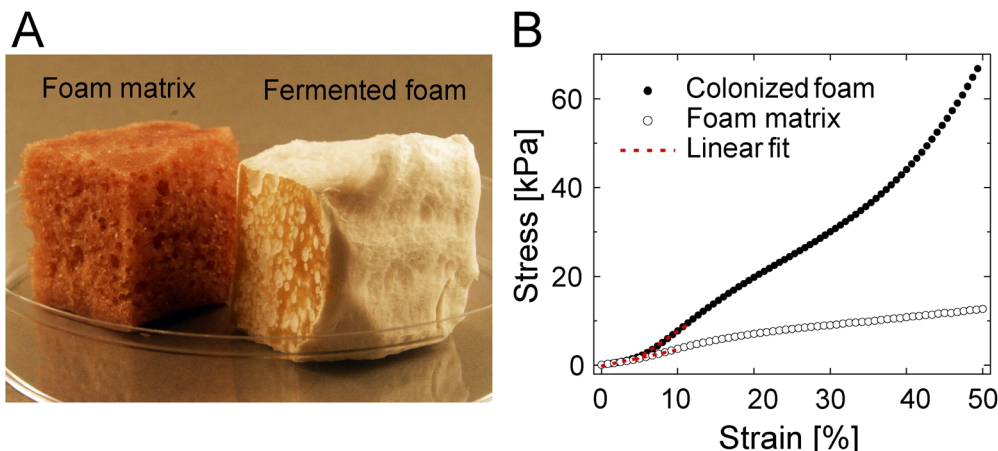 A
Foam matrix
Fermented foam
B
Colonized foam
Foam matrix
Linear fit
Stress [kPa]
60
40
20
0
0 10 20 30 40 50
Strain [%]